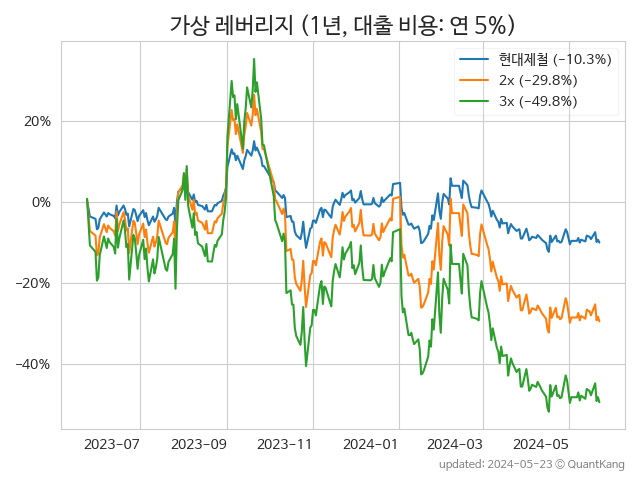 가상 레버리지 (1년, 대출 비용: 연 5%)
현대제철 (−10.3%)
2x (−29.8%)
3x (−49.8%)
20%
0%
−20%
−40%
2023-07
2023-09
2023-11
2024-01
2024-03
2024-05
updated: 2024-05-23 © QuantKang